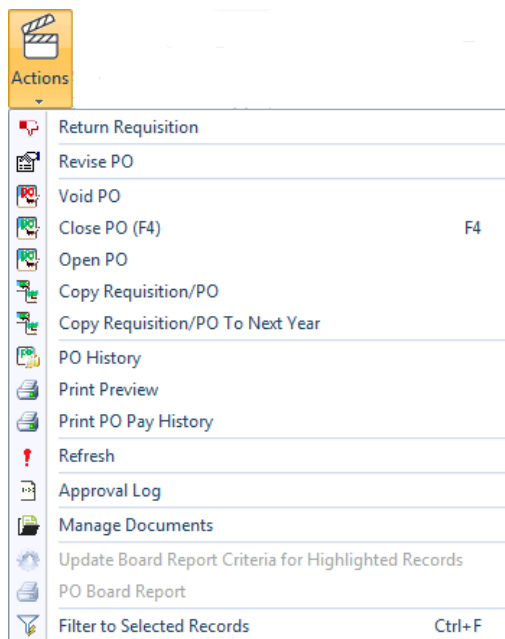 Actions
Return Requisition
Revise PO
Void PO
Close PO (F4) F4
Open PO
Copy Requisition/PO
Copy Requisition/PO To Next Year
PO History
Print Preview
Print PO Pay History
Refresh
Approval Log
Manage Documents
Update Board Report Criteria for Highlighted Records
PO Board Report
Filter to Selected Records Ctrl+F